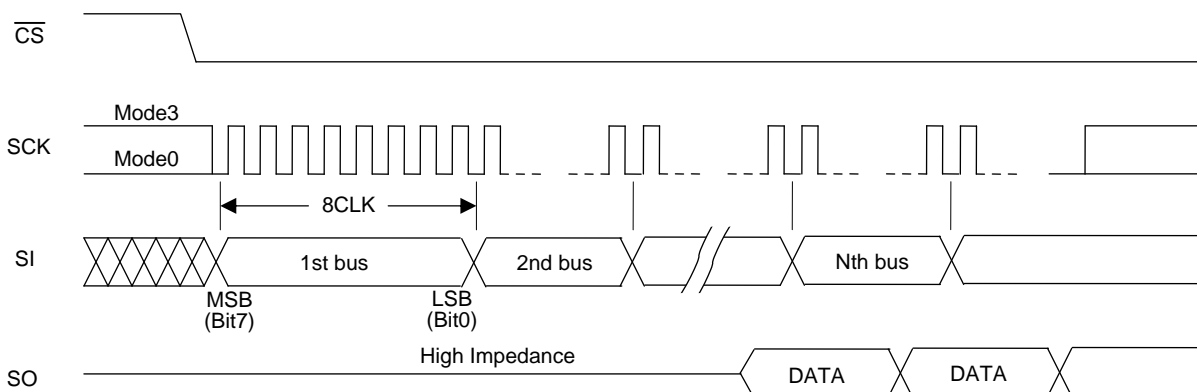 CS
Mode3
SCK
Mode0
8CLK
SI
1st bus
2nd bus
Nth bus
MSB
(Bit7)
LSB
(Bit0)
High Impedance
SO
DATA
DATA